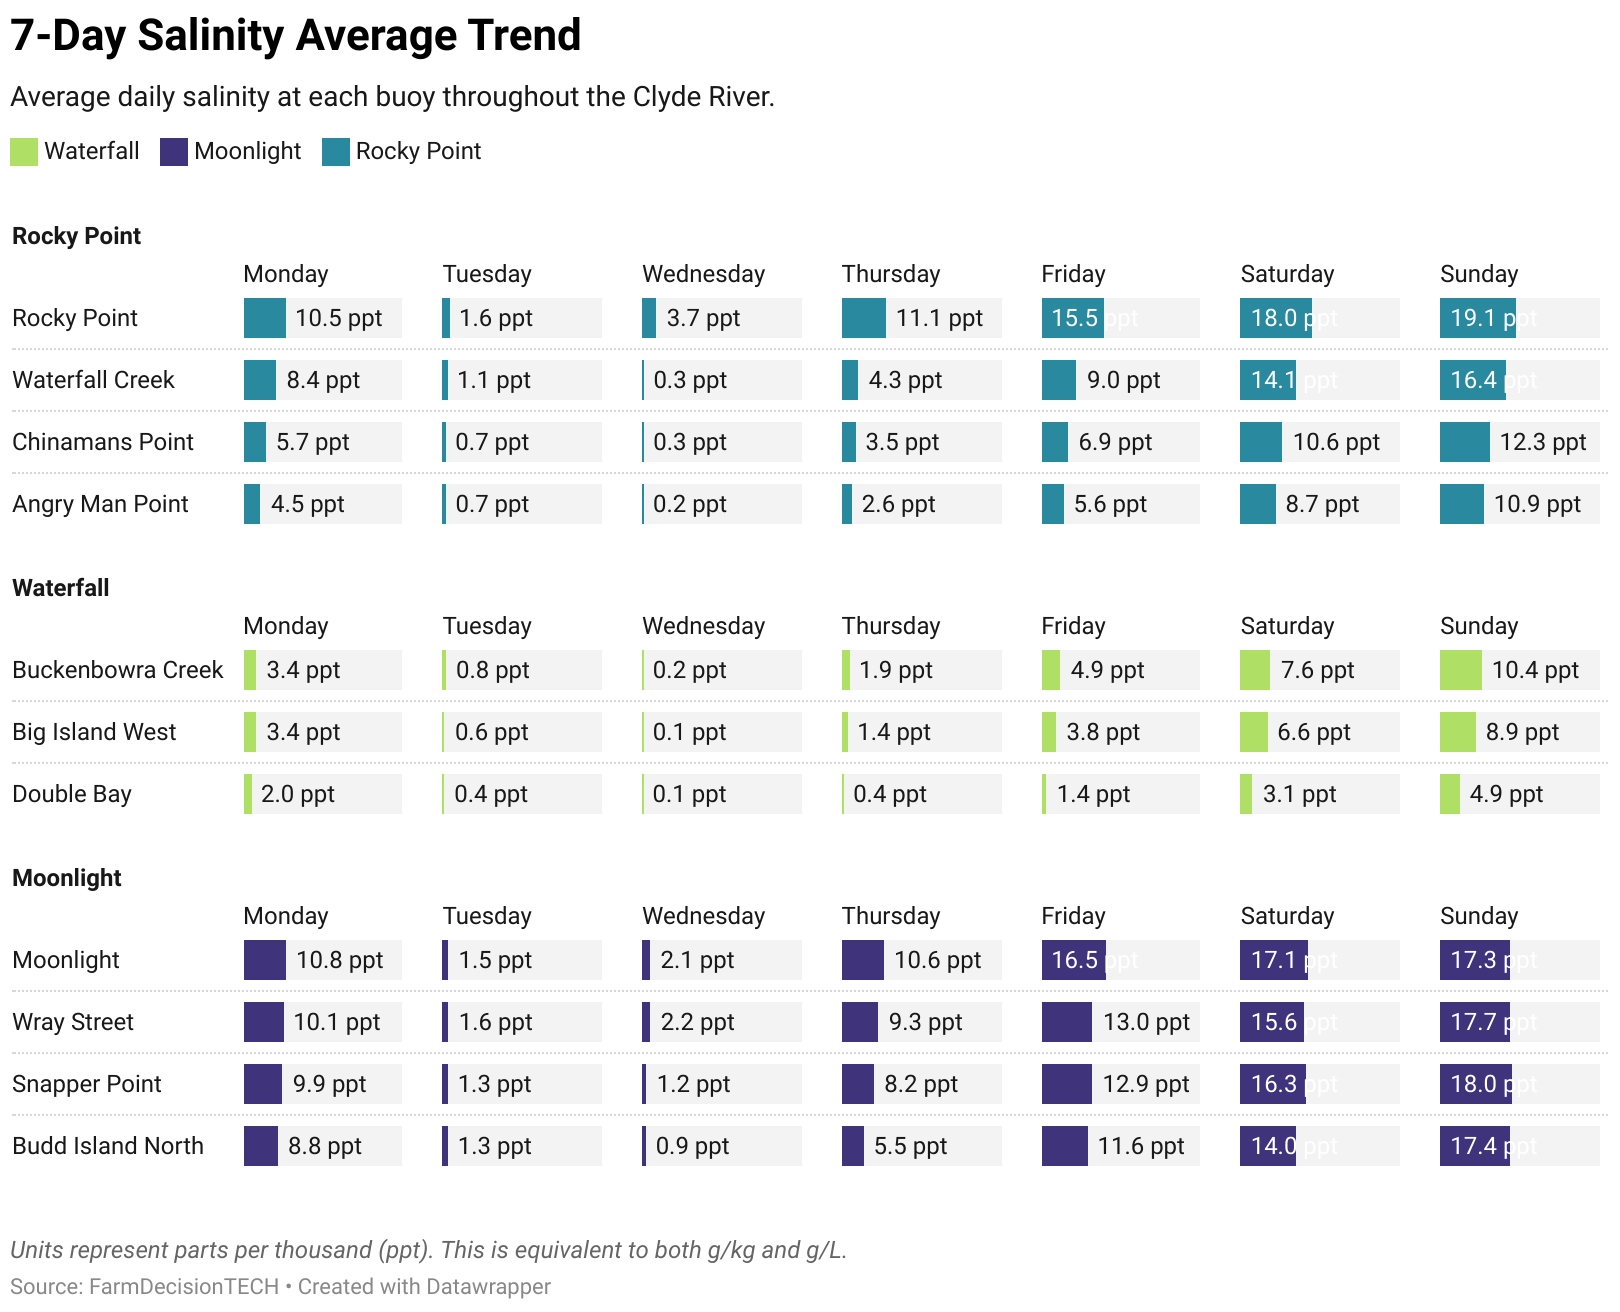 7-Day Salinity Average Trend
Average daily salinity at each buoy throughout the Clyde River.
Waterfall Moonlight Rocky Point
Rocky Point
Monday Tuesday Wednesday Thursday Friday Saturday Sunday
Rocky Point 10.5 ppt 1.6 ppt 3.7 ppt 11.1 ppt 15.5 ppt 18.0 ppt 19.1 ppt
Waterfall Creek 8.4 ppt 1.1 ppt 0.3 ppt 4.3 ppt 9.0 ppt 14.1 ppt 16.4 ppt
Chinamans Point 5.7 ppt 0.7 ppt 0.3 ppt 3.5 ppt 6.9 ppt 10.6 ppt 12.3 ppt
Angry Man Point 4.5 ppt 0.7 ppt 0.2 ppt 2.6 ppt 5.6 ppt 8.7 ppt 10.9 ppt
Waterfall
Monday Tuesday Wednesday Thursday Friday Saturday Sunday
Buckenbowra Creek 3.4 ppt 0.8 ppt 0.2 ppt 1.9 ppt 4.9 ppt 7.6 ppt 10.4 ppt
Big Island West 3.4 ppt 0.6 ppt 0.1 ppt 1.4 ppt 3.8 ppt 6.6 ppt 8.9 ppt
Double Bay 2.0 ppt 0.4 ppt 0.1 ppt 0.4 ppt 1.4 ppt 3.1 ppt 4.9 ppt
Moonlight
Monday Tuesday Wednesday Thursday Friday Saturday Sunday
Moonlight 10.8 ppt 1.5 ppt 2.1 ppt 10.6 ppt 16.5 ppt 17.1 ppt 17.3 ppt
Wray Street 10.1 ppt 1.6 ppt 2.2 ppt 9.3 ppt 13.0 ppt 15.6 ppt 17.7 ppt
Snapper Point 9.9 ppt 1.3 ppt 1.2 ppt 8.2 ppt 12.9 ppt 16.3 ppt 18.0 ppt
Budd Island North 8.8 ppt 1.3 ppt 0.9 ppt 5.5 ppt 11.6 ppt 14.0 ppt 17.4 ppt
Units represent parts per thousand (ppt). This is equivalent to both g/kg and g/L.
Source: FarmDecisionTECH • Created with Datawrapper